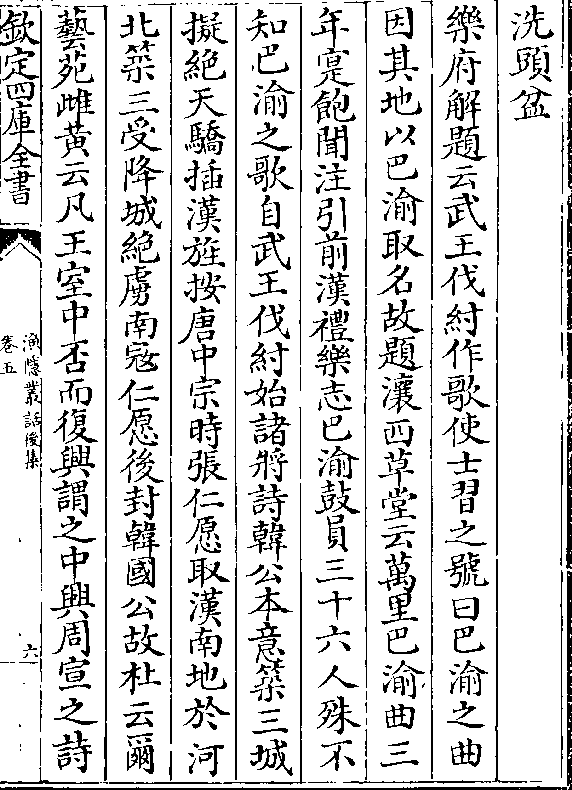 洗頭盆
樂府解題云武王伐紂作歌使士習之號曰巴渝之曲
因其地以巴渝取名故題瀼西草堂云萬里巴渝曲三
年寔飽聞注引前漢禮樂志巴渝鼓員三十六人殊不
知巴渝之歌自武王伐紂始諸將詩韓公本意築三城
擬絕天驕插漢旌按唐中宗時張仁愿取漢南地於河
北築三受降城絕虜南寇仁愿後封韓國公故杜云爾
藝苑雌黃云凡王室中否而復興謂之中興周宣之詩
欽定四庫全書
漁隱叢話後集
卷五
六